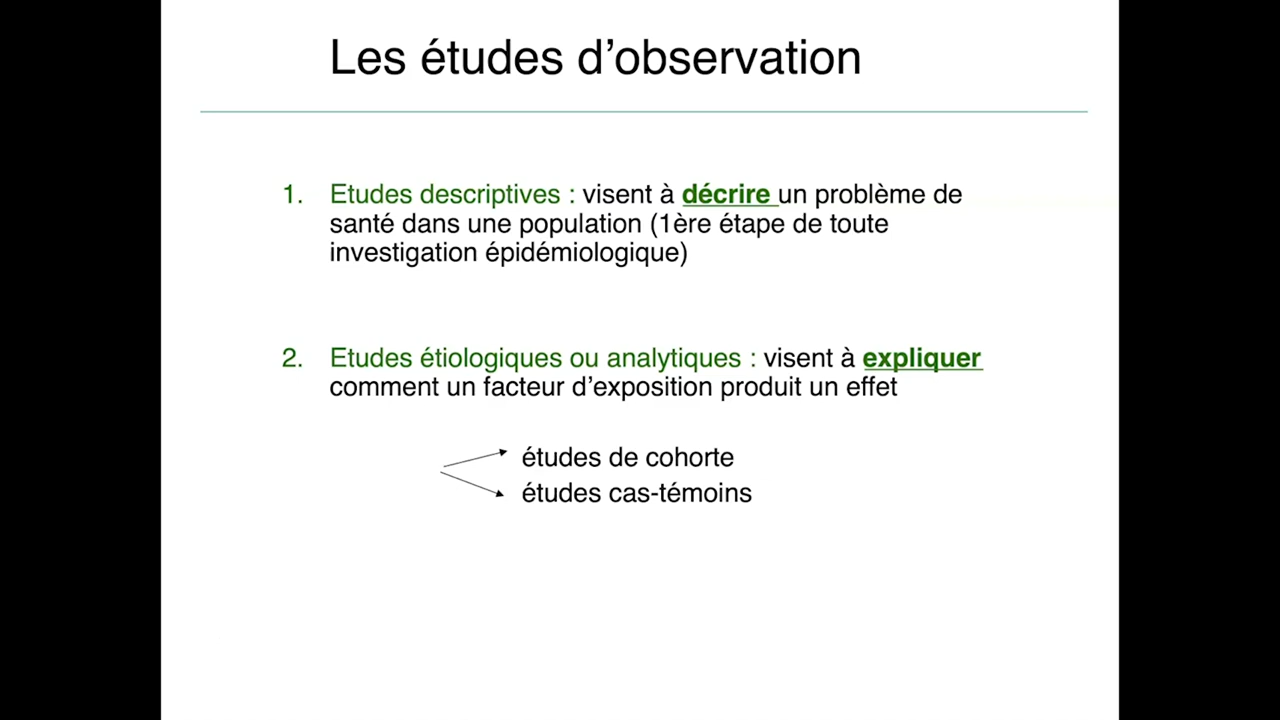 Les études d’observation
1. Etudes descriptives : visent à décrire un problème de
santé dans une population (1ère étape de toute
investigation épidémiologique)
2. Etudes étiologiques ou analytiques : visent à expliquer
comment un facteur d’exposition produit un effet
études de cohorte
études cas-témoins